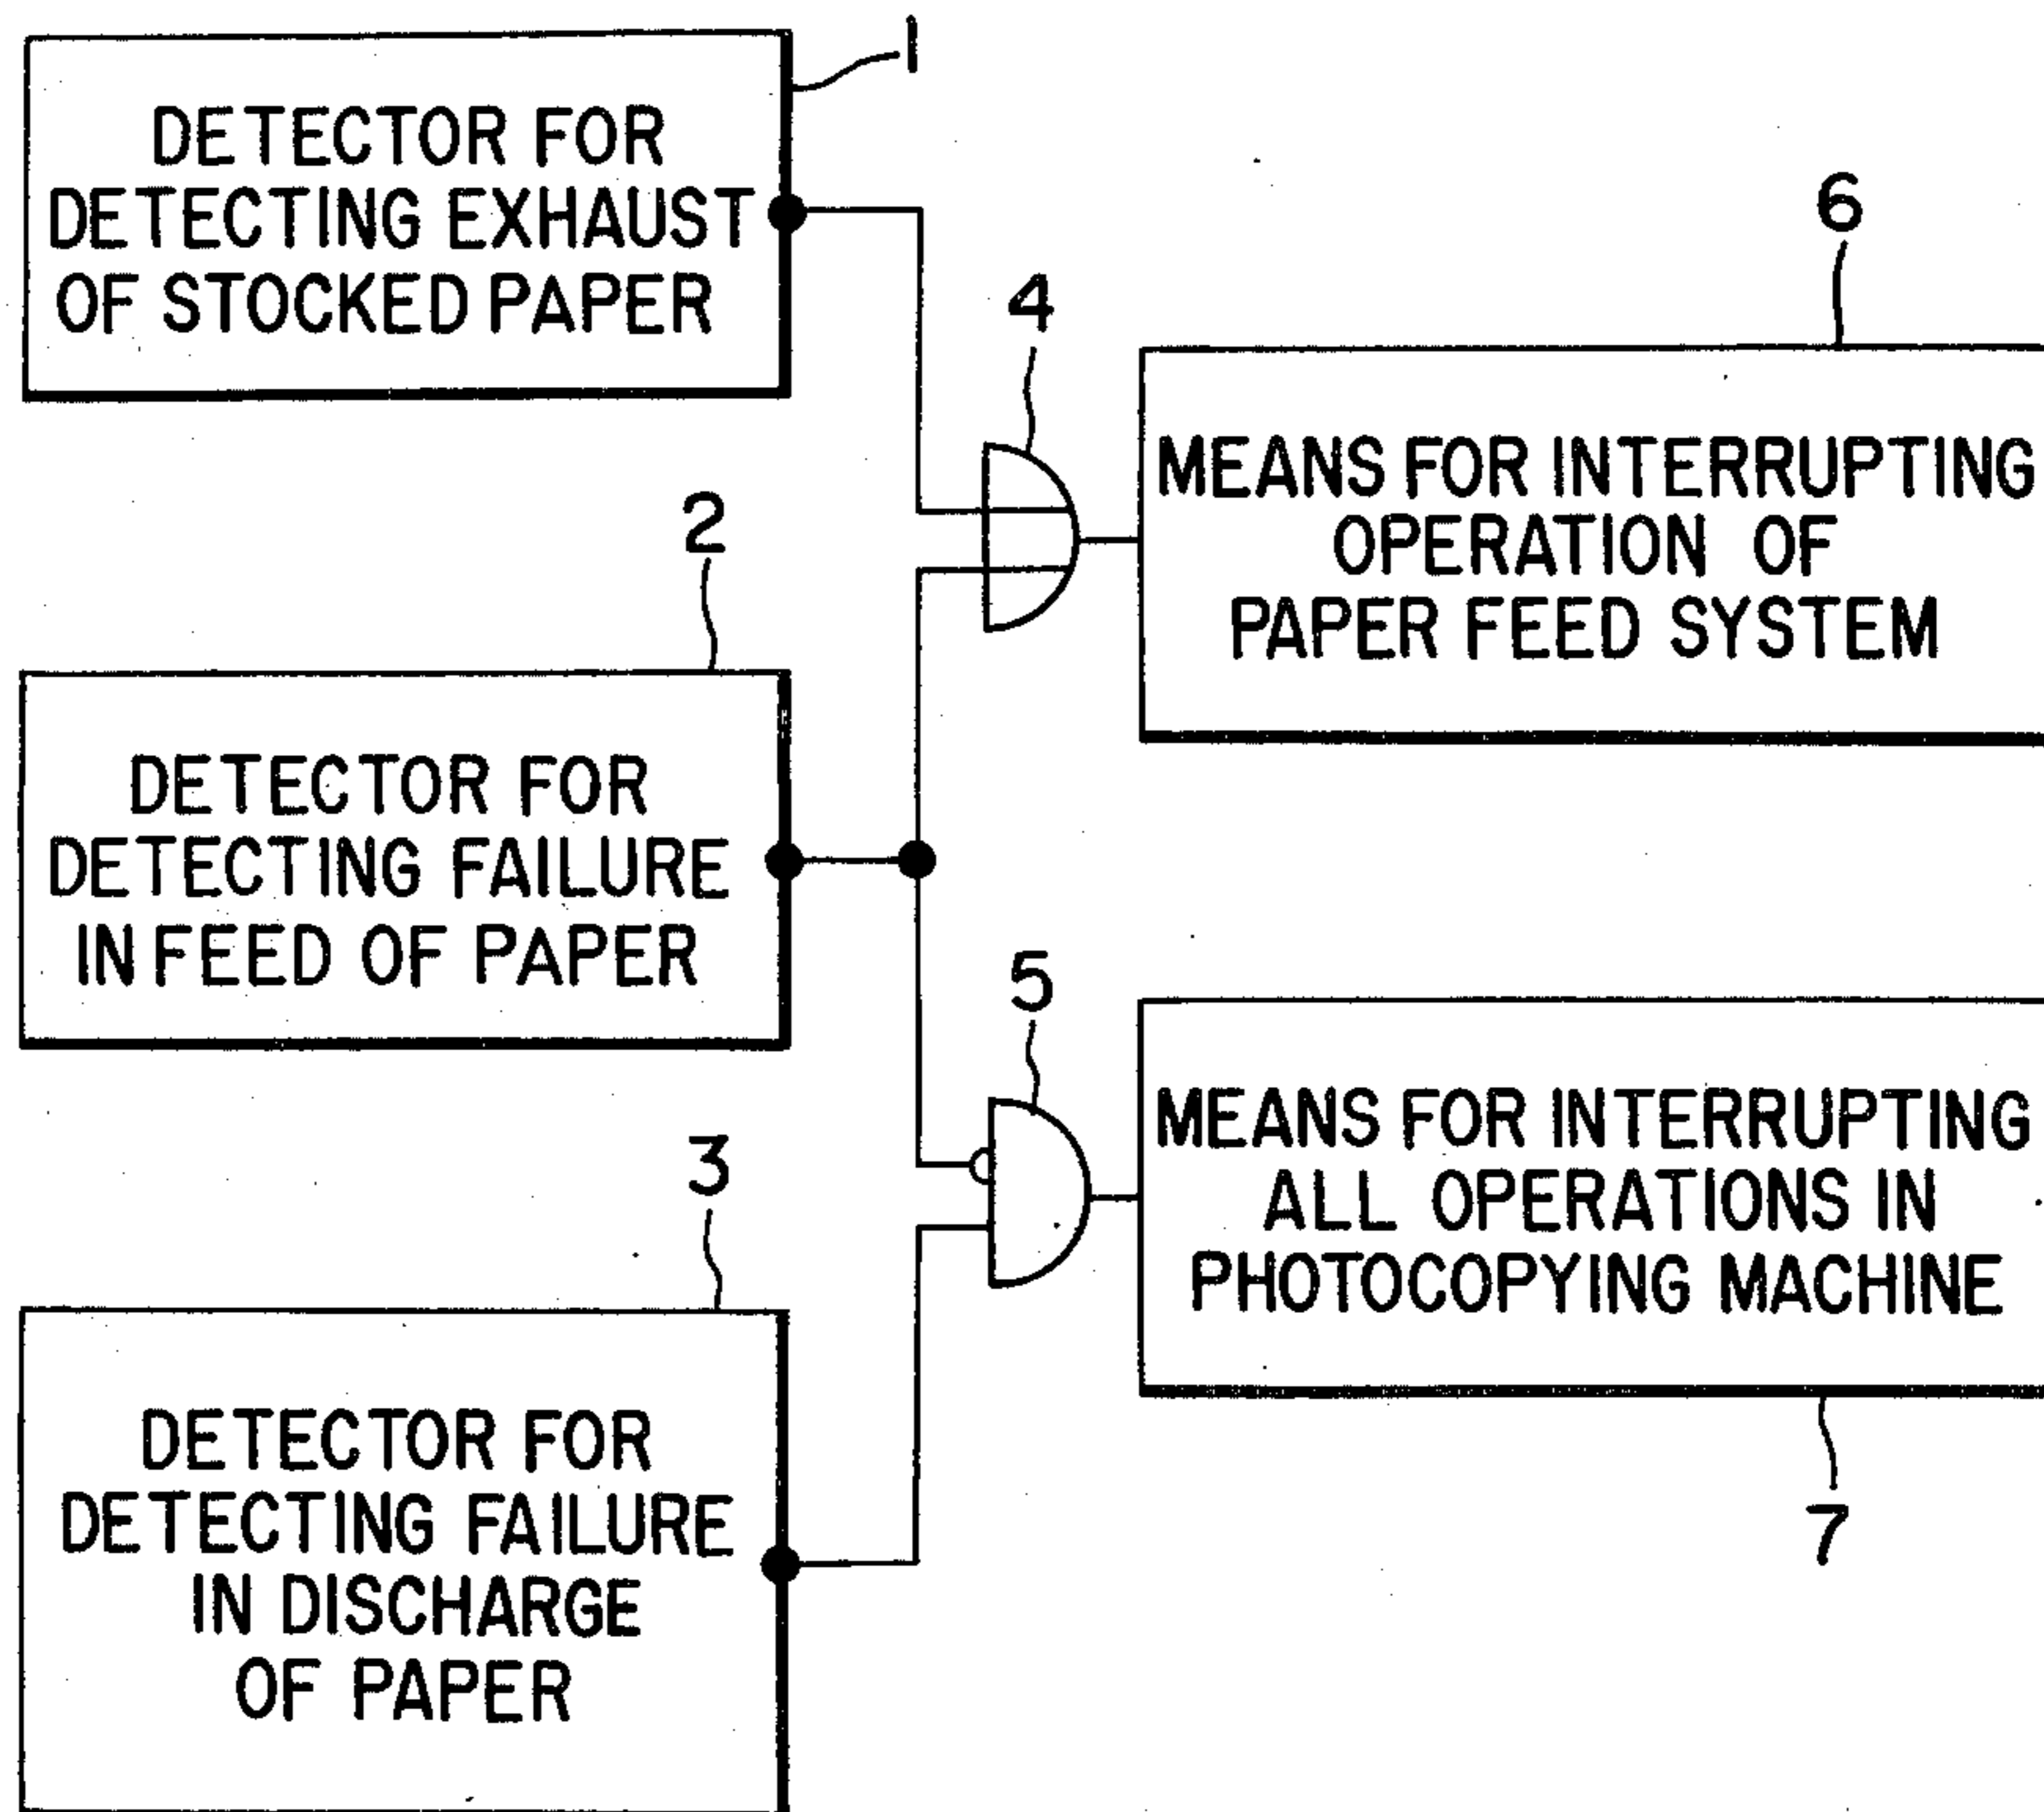 1
DETECTOR FOR
DETECTING EXHAUST
OF STOCKED PAPER
2
DETECTOR FOR
DETECTING FAILURE
IN FEED OF PAPER
3
DETECTOR FOR
DETECTING FAILURE
IN DISCHARGE
OF PAPER
4
5
6
MEANS FOR INTERRUPTING
OPERATION OF
PAPER FEED SYSTEM
MEANS FOR INTERRUPTING
ALL OPERATIONS IN
PHOTOCOPYING MACHINE
7